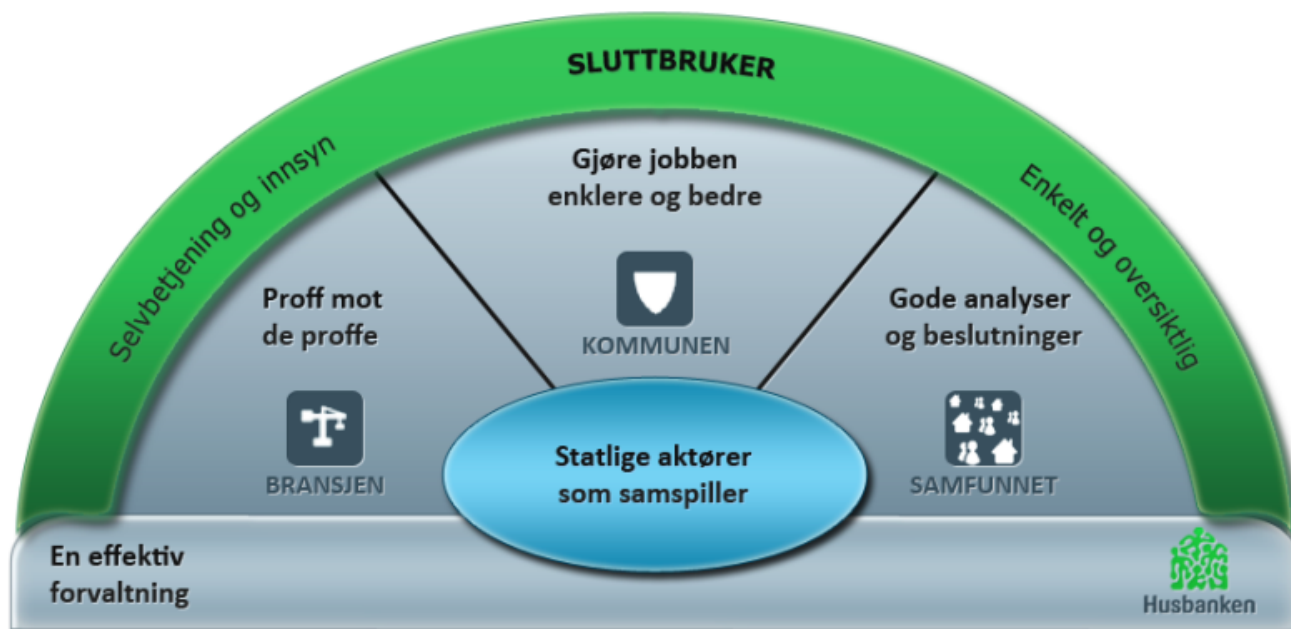 SLUTTBRUKER
Selvbetjening og innsyn
Enkelt og oversiktlig
Gjøre jobben
enklere og bedre
KOMMUNEN
Proff mot
de proffe
BRANSJEN
Gode analyser
og beslutninger
SAMFUNNET
Statlige aktører
som samspiller
En effektiv
forvaltning
Husbanken